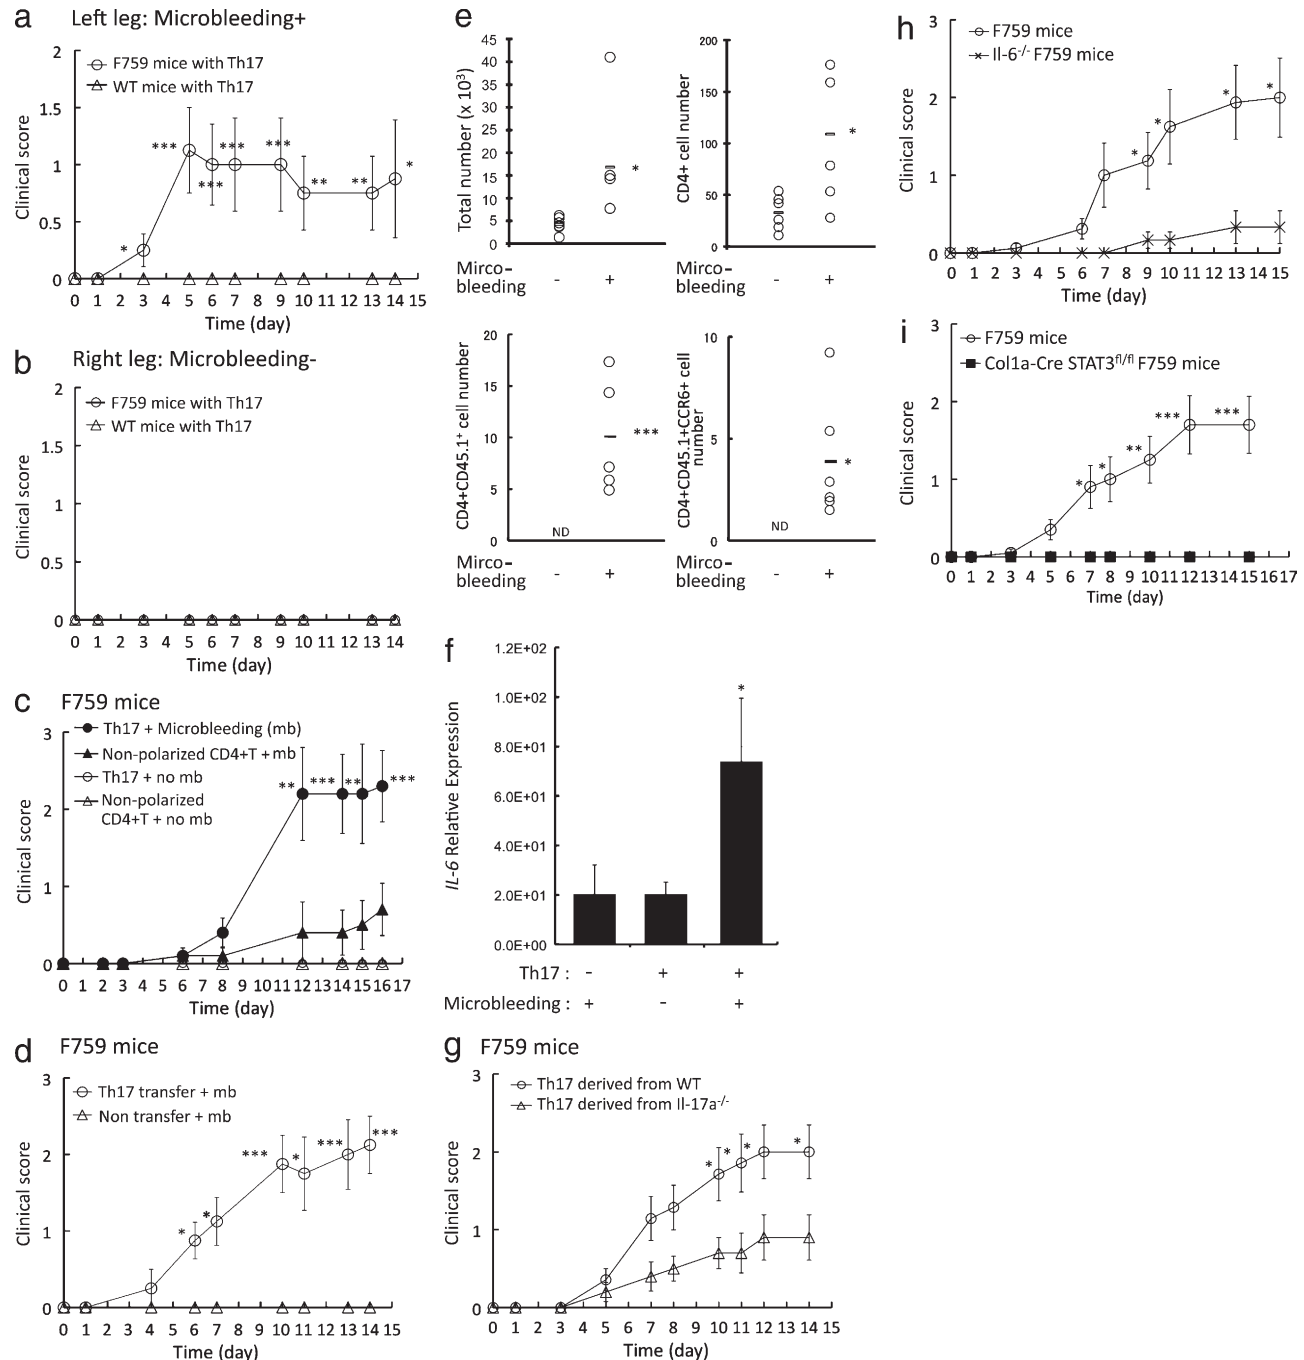 a Left leg: Microbleeding+
F759 mice with Th17
WT mice with Th17
Clinical score
2
1.5
1
0.5
0
*
***
***
***
***
**
**
*
0 1 2 3 4 5 6 7 8 9 10 11 12 13 14 15
Time (day)
b Right leg: Microbleeding-
F759 mice with Th17
WT mice with Th17
Clinical score
2
1.5
1
0.5
0
0 1 2 3 4 5 6 7 8 9 10 11 12 13 14
Time (day)
c F759 mice
Th17 + Microbleeding (mb)
Non-polarized CD4+T + mb
Th17 + no mb
Non-polarized
CD4+T + no mb
Clinical score
3
2
1
0
** *** ** ***
0 1 2 3 4 5 6 7 8 9 10 11 12 13 14 15 16 17
Time (day)
d F759 mice
Th17 transfer + mb
Non transfer + mb
Clinical score
3
2
1
0
* * *** * *** ***
0 1 2 3 4 5 6 7 8 9 10 11 12 13 14 15
Time (day)
e
Total number (x 10³)
45
40
35
30
25
20
15
10
5
0
*
Mirco-
bleeding - +
CD4+ cell number
200
150
100
50
0
*
Mirco-
bleeding - +
CD4+CD45.1⁺ cell number
20
15
10
5
0
***
ND
Mirco-
bleeding - +
CD4+CD45.1+CCR6+ cell
number
10
5
0
*
ND
Mirco-
bleeding - +
f
IL-6 Relative Expression
1.2E+02
1.0E+02
8.0E+01
6.0E+01
4.0E+01
2.0E+01
0.0E+00
*
Th17 : - + +
Microbleeding : + - +
g F759 mice
Th17 derived from WT
Th17 derived from Il-17a⁻/⁻
Clinical score
3
2
1
0
* * * *
0 1 2 3 4 5 6 7 8 9 10 11 12 13 14 15
Time (day)
h
F759 mice
Il-6⁻/⁻ F759 mice
Clinical score
3
2
1
0
* * * *
0 1 2 3 4 5 6 7 8 9 10 11 12 13 14 15
Time (day)
i
F759 mice
Col1a-Cre STAT3fl/fl F759 mice
Clinical score
3
2
1
0
* * ** *** ***
0 1 2 3 4 5 6 7 8 9 10 11 12 13 14 15 16 17
Time (day)